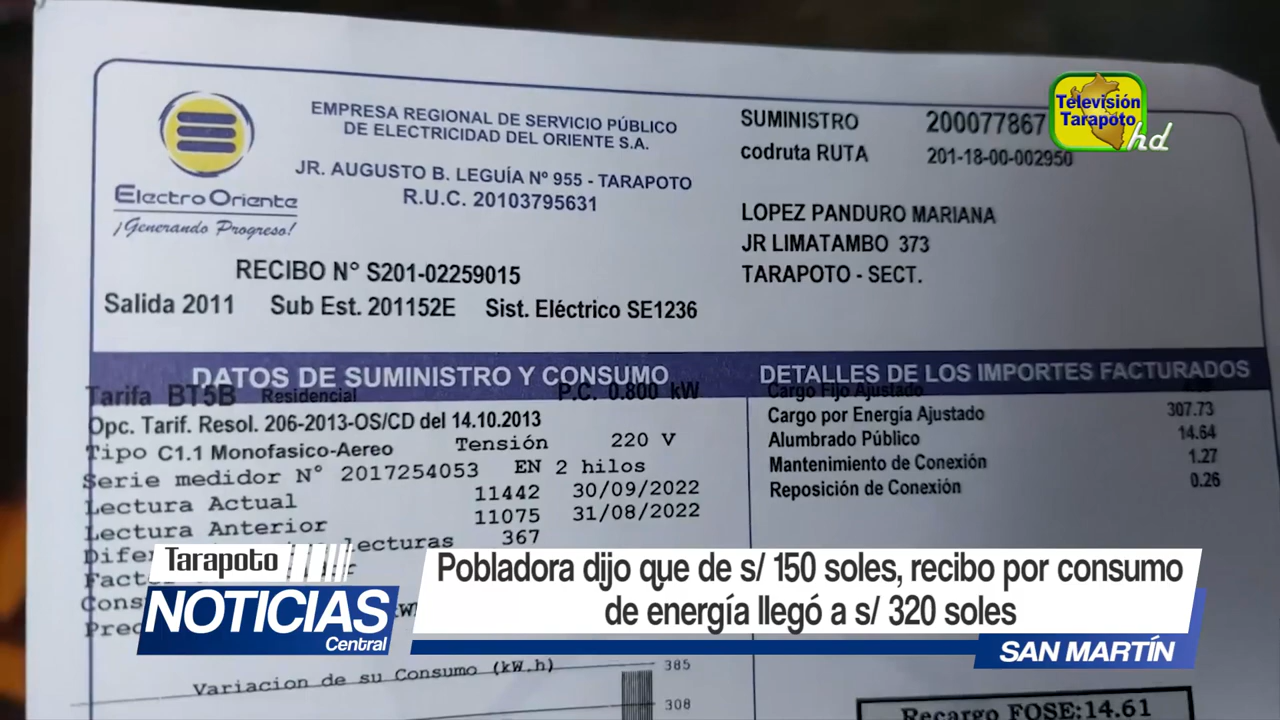 Electro Oriente
¡Generando Progreso!
EMPRESA REGIONAL DE SERVICIO PÚBLICO
DE ELECTRICIDAD DEL ORIENTE S.A.
JR. AUGUSTO B. LEGUÍA Nº 955 - TARAPOTO
R.U.C. 20103795631
RECIBO N° S201-02259015
Salida 2011 Sub Est. 201152E Sist. Eléctrico SE1236
SUMINISTRO 200077867
codruta RUTA 201-18-00-002950
LOPEZ PANDURO MARIANA
JR LIMATAMBO 373
TARAPOTO - SECT.
Televisión
Tarapoto
hd
DATOS DE SUMINISTRO Y CONSUMO
Tarifa BT5B Residencial P.C. 0.800 kW
Opc. Tarif. Resol. 206-2013-OS/CD del 14.10.2013
Tipo C1.1 Monofasico-Aereo Tensión 220 V
Serie medidor N° 2017254053 EN 2 hilos
Lectura Actual 11442 30/09/2022
Lectura Anterior 11075 31/08/2022
lecturas 367
Variacion de su Consumo (kW.h)
385
308
DETALLES DE LOS IMPORTES FACTURADOS
Cargo Fijo Ajustado
Cargo por Energía Ajustado 307.73
Alumbrado Público 14.64
Mantenimiento de Conexión 1.27
Reposición de Conexión 0.26
Recargo FOSE:14.61
Tarapoto
NOTICIAS
Central
Pobladora dijo que de s/ 150 soles, recibo por consumo
de energía llegó a s/ 320 soles
SAN MARTÍN